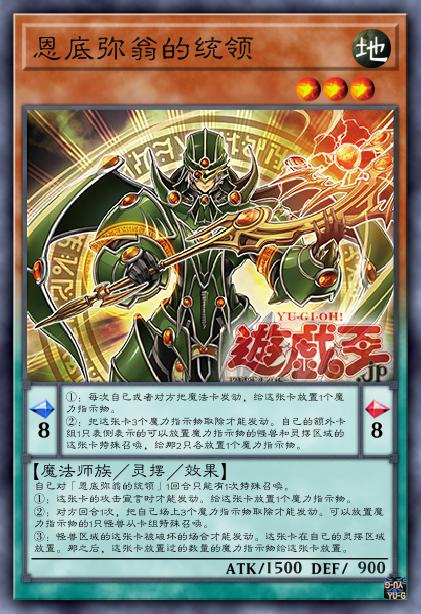 恩底弥翁的统领
地
YU-GI-OH!
遊戯王
.jp
①：每次自己或者对方把魔法卡发动，给这张卡放置1个魔
力指示物。
②：把这张卡3个魔力指示物取除才能发动。自己的额外卡
组1只表侧表示的可以放置魔力指示物的怪兽和灵摆区域的
这张卡特殊召唤，给那2只各放置1个魔力指示物。
8
8
【魔法师族／灵摆／效果】
自己对「恩底弥翁的统领」1回合只能有1次特殊召唤。
①：这张卡的攻击宣言时才能发动。给这张卡放置1个魔力指示物。
②：对方回合1次，把自己场上3个魔力指示物取除才能发动。可以放置魔
力指示物的1只怪兽从卡组特殊召唤。
③：怪兽区域的这张卡被破坏的场合才能发动。这张卡在自己的灵摆区域
放置。那之后，这张卡放置过的数量的魔力指示物给这张卡放置。
ATK/1500 DEF/ 900